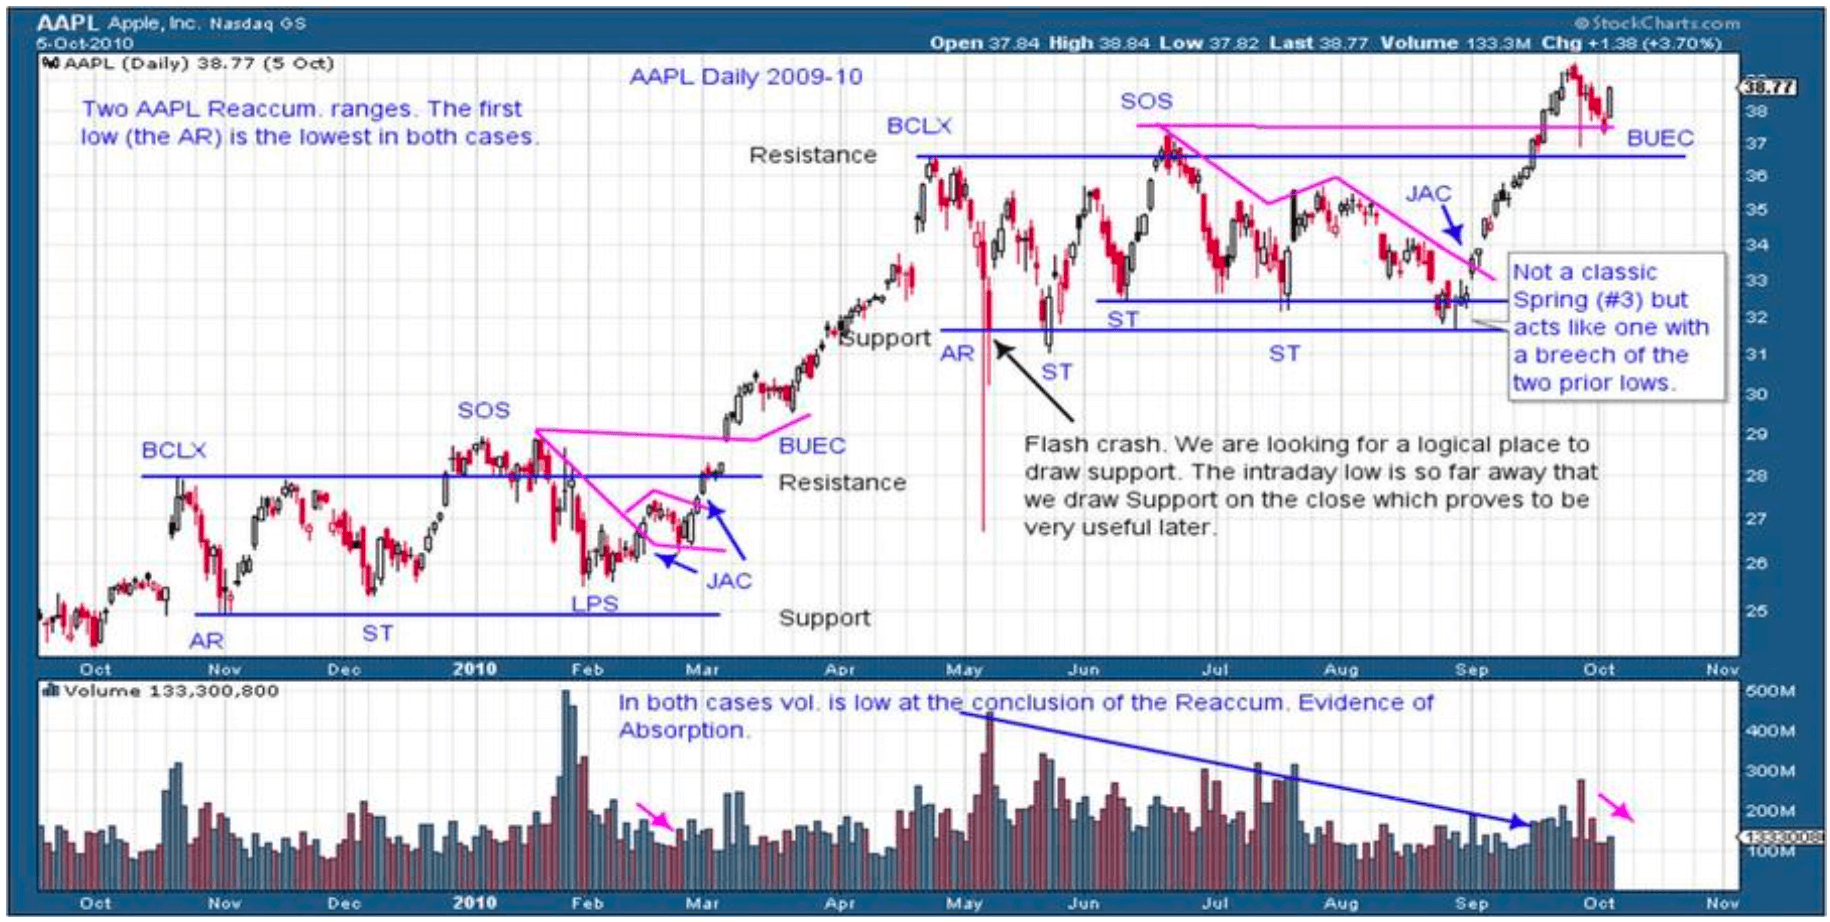 AAPL Apple, Inc. Nasdaq GS
© StockCharts.com
5-Oct-2010
Open 37.84 High 38.84 Low 37.82 Last 38.77 Volume 133.3M Chg +1.38 (+3.70%)
AAPL (Daily) 38.77 (5 Oct)
AAPL Daily 2009-10
Two AAPL Reaccum. ranges. The first
low (the AR) is the lowest in both cases.
SOS
BCLX
BUEC
Resistance
JAC
Not a classic
Spring (#3) but
acts like one with
a breech of the
two prior lows.
ST
Support
AR
ST
ST
SOS
BCLX
BUEC
Flash crash. We are looking for a logical place to
draw support. The intraday low is so far away that
we draw Support on the close which proves to be
very useful later.
Resistance
JAC
LPS
Support
AR
ST
38.77
38
37
36
35
34
33
32
31
30
29
28
27
26
25
Oct Nov Dec 2010 Feb Mar Apr May Jun Jul Aug Sep Oct Nov
Volume 133,300,800
In both cases vol. is low at the conclusion of the Reaccum. Evidence of
Absorption.
500M
400M
300M
200M
100M
Oct Nov Dec 2010 Feb Mar Apr May Jun Jul Aug Sep Oct Nov